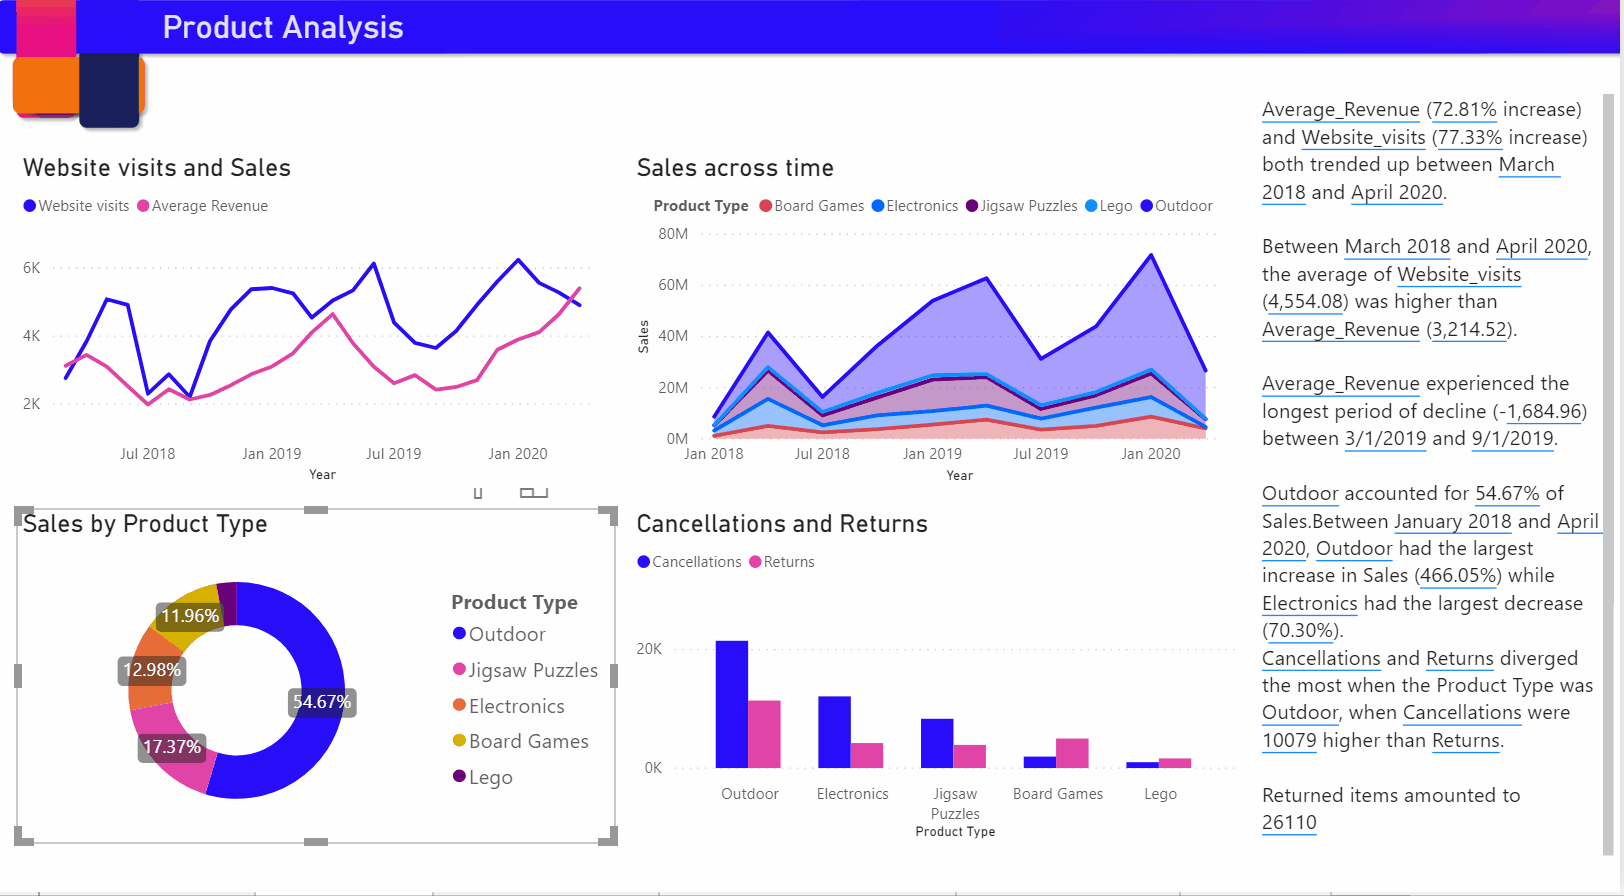 Product Analysis
Website visits and Sales
Website visits Average Revenue
6K
4K
2K
Jul 2018 Jan 2019 Jul 2019 Jan 2020
Year
Sales across time
Product Type Board Games Electronics Jigsaw Puzzles Lego Outdoor
80M
60M
40M
20M
0M
Sales
Jan 2018 Jul 2018 Jan 2019 Jul 2019 Jan 2020
Year
Sales by Product Type
11.96%
12.98%
54.67%
17.37%
Product Type
Outdoor
Jigsaw Puzzles
Electronics
Board Games
Lego
Cancellations and Returns
Cancellations Returns
20K
0K
Outdoor Electronics Jigsaw Board Games Lego
Puzzles
Product Type
Average_Revenue (72.81% increase)
and Website_visits (77.33% increase)
both trended up between March
2018 and April 2020.
Between March 2018 and April 2020,
the average of Website_visits
(4,554.08) was higher than
Average_Revenue (3,214.52).
Average_Revenue experienced the
longest period of decline (-1,684.96)
between 3/1/2019 and 9/1/2019.
Outdoor accounted for 54.67% of
Sales.Between January 2018 and April
2020, Outdoor had the largest
increase in Sales (466.05%) while
Electronics had the largest decrease
(70.30%).
Cancellations and Returns diverged
the most when the Product Type was
Outdoor, when Cancellations were
10079 higher than Returns.
Returned items amounted to
26110